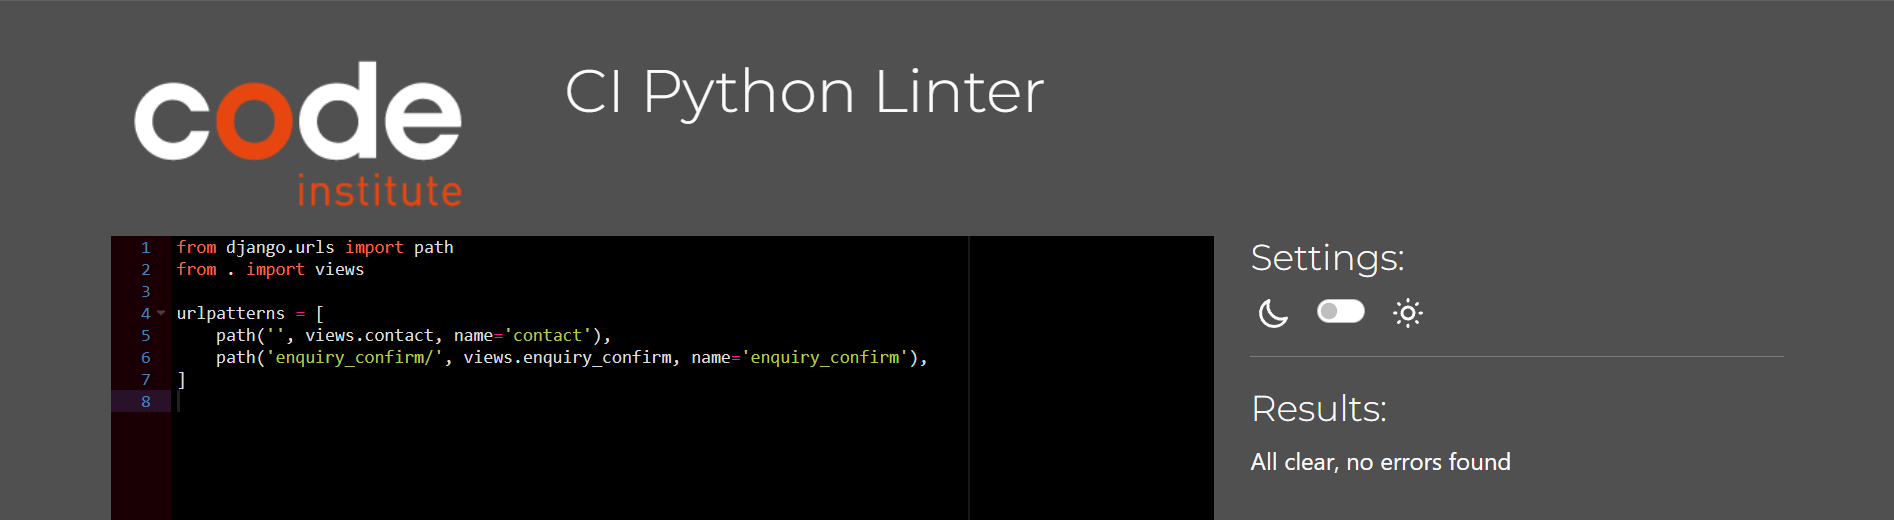 code
institute
CI Python Linter
1 from django.urls import path
2 from . import views
3
4 urlpatterns = [
5     path('', views.contact, name='contact'),
6     path('enquiry_confirm/', views.enquiry_confirm, name='enquiry_confirm'),
7 ]
8
Settings:
Results:
All clear, no errors found